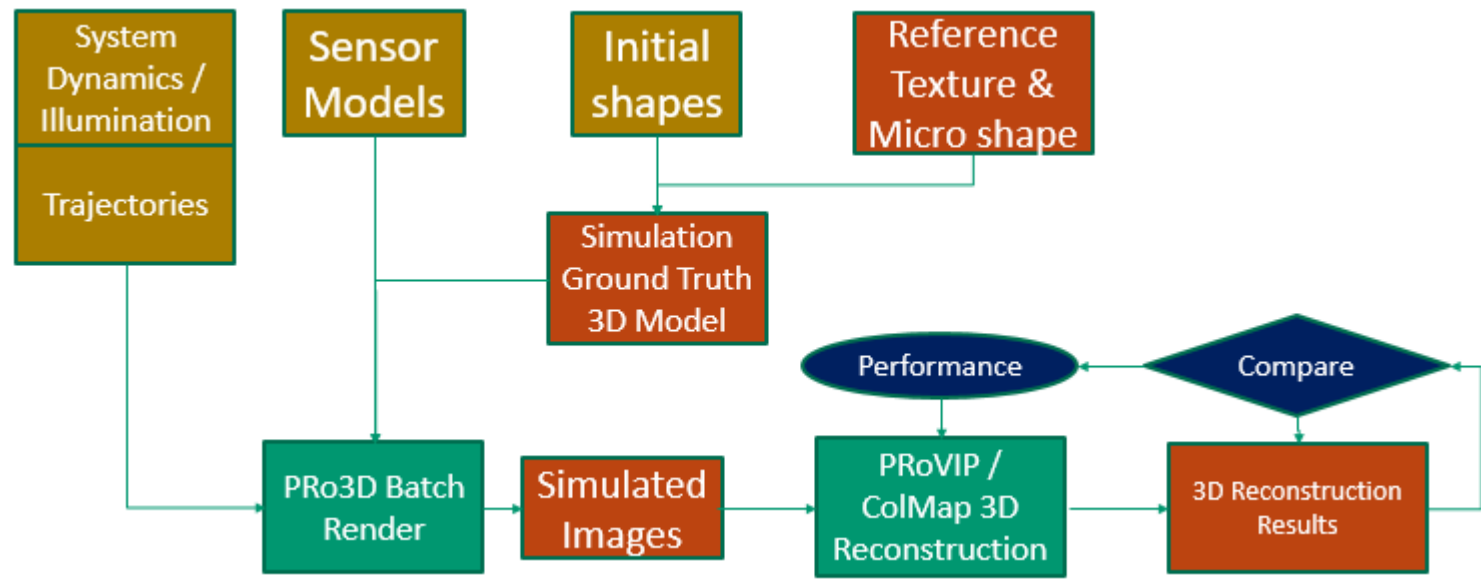 System
Dynamics /
Illumination
Trajectories
Sensor
Models
Initial
shapes
Reference
Texture &
Micro shape
Simulation
Ground Truth
3D Model
Performance
Compare
PRo3D Batch
Render
Simulated
Images
PRoVIP /
ColMap 3D
Reconstruction
3D Reconstruction
Results